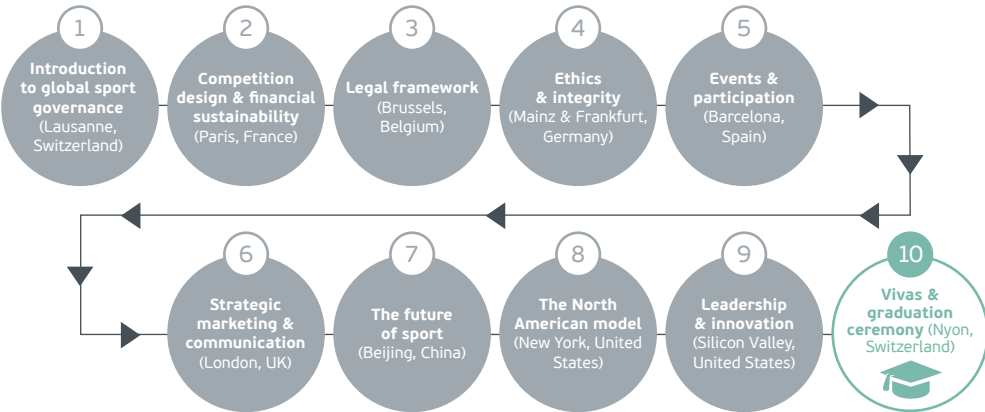 1
Introduction
to global sport
governance
(Lausanne,
Switzerland)
2
Competition
design & financial
sustainability
(Paris, France)
3
Legal framework
(Brussels,
Belgium)
4
Ethics
& integrity
(Mainz & Frankfurt,
Germany)
5
Events &
participation
(Barcelona,
Spain)
6
Strategic
marketing &
communication
(London, UK)
7
The future
of sport
(Beijing, China)
8
The North
American model
(New York, United
States)
9
Leadership
& innovation
(Silicon Valley,
United States)
10
Vivas &
graduation
ceremony (Nyon,
Switzerland)